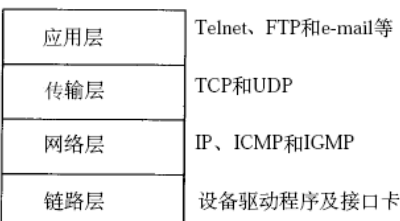 应用层 Telnet、FTP和e-mail等
传输层 TCP和UDP
网络层 IP、ICMP和IGMP
链路层 设备驱动程序及接口卡